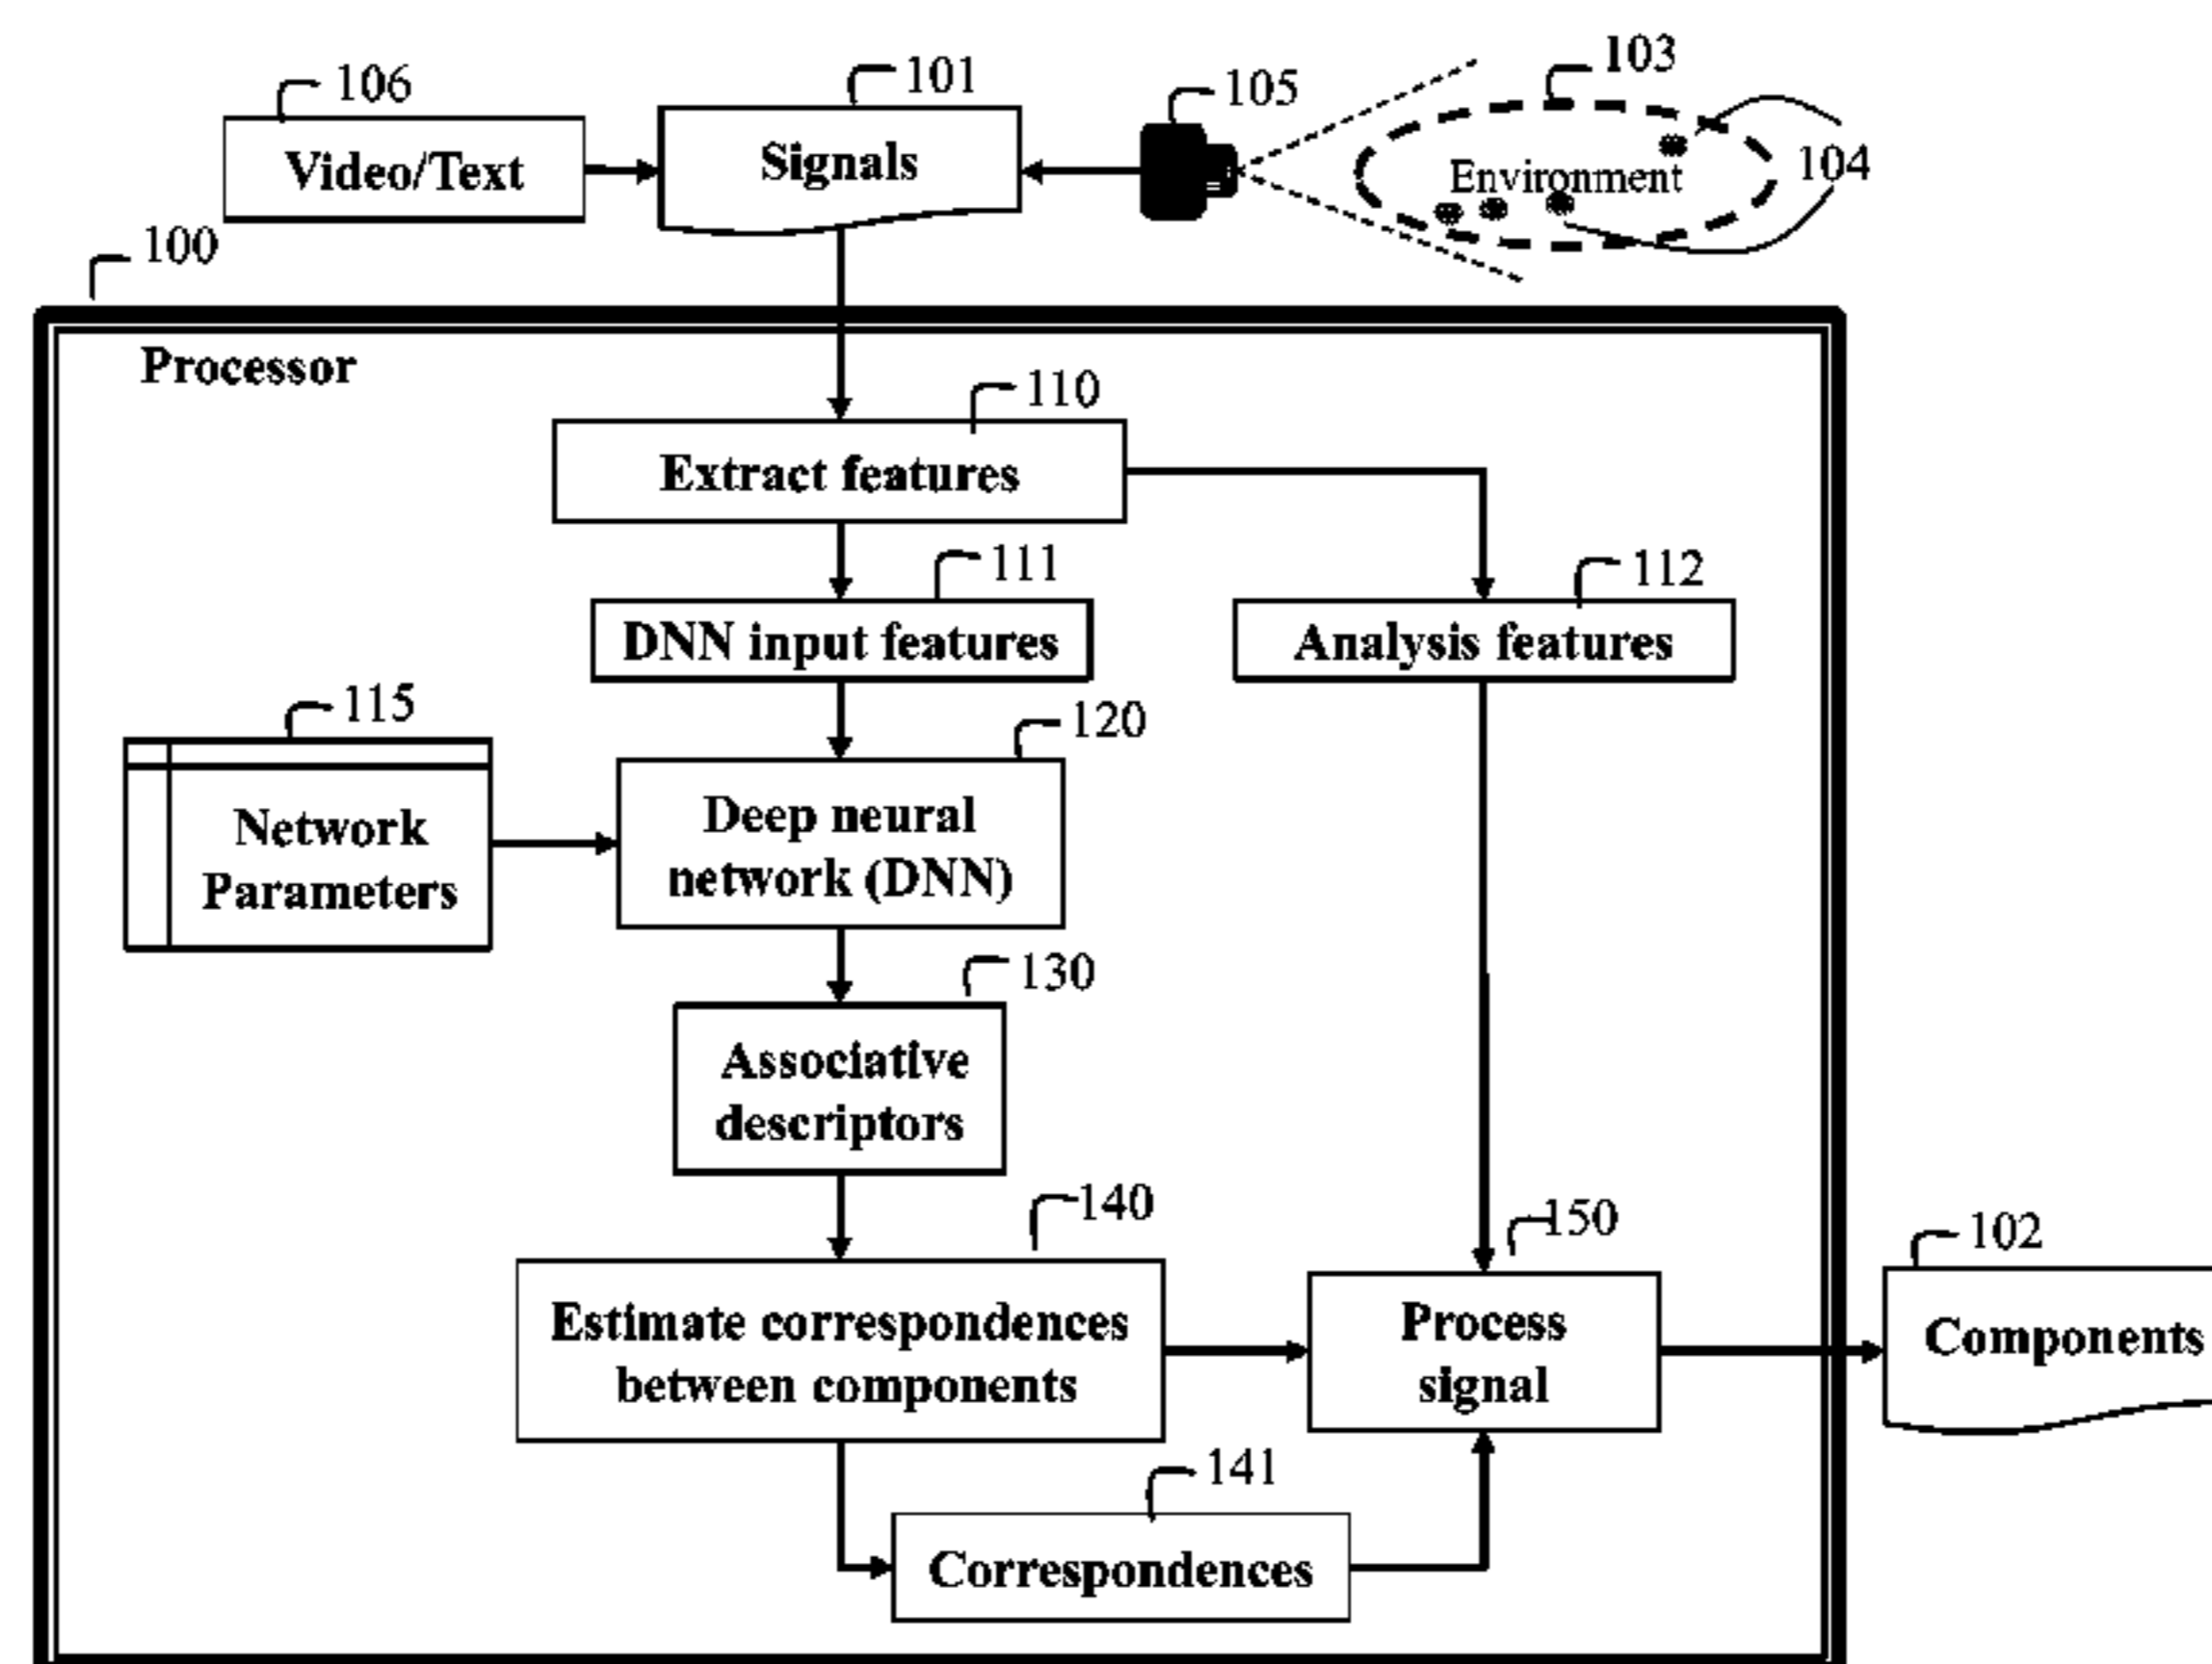 106
101
105
103
Video/Text
Signals
Environment
104
100
Processor
110
Extract features
111
112
DNN input features
Analysis features
115
120
Network
Parameters
Deep neural
network (DNN)
130
Associative
descriptors
140
150
102
Estimate correspondences
between components
Process
signal
Components
141
Correspondences